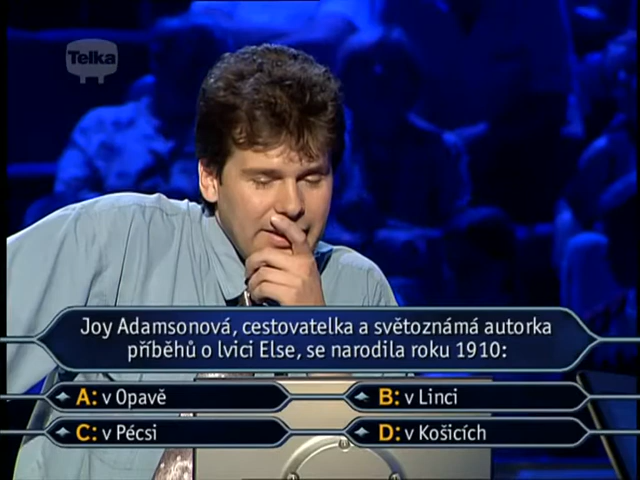 Telka
Joy Adamsonová, cestovatelka a světoznámá autorka
příběhů o lvici Else, se narodila roku 1910:
A: v Opavě
B: v Linci
C: v Pécsi
D: v Košicích